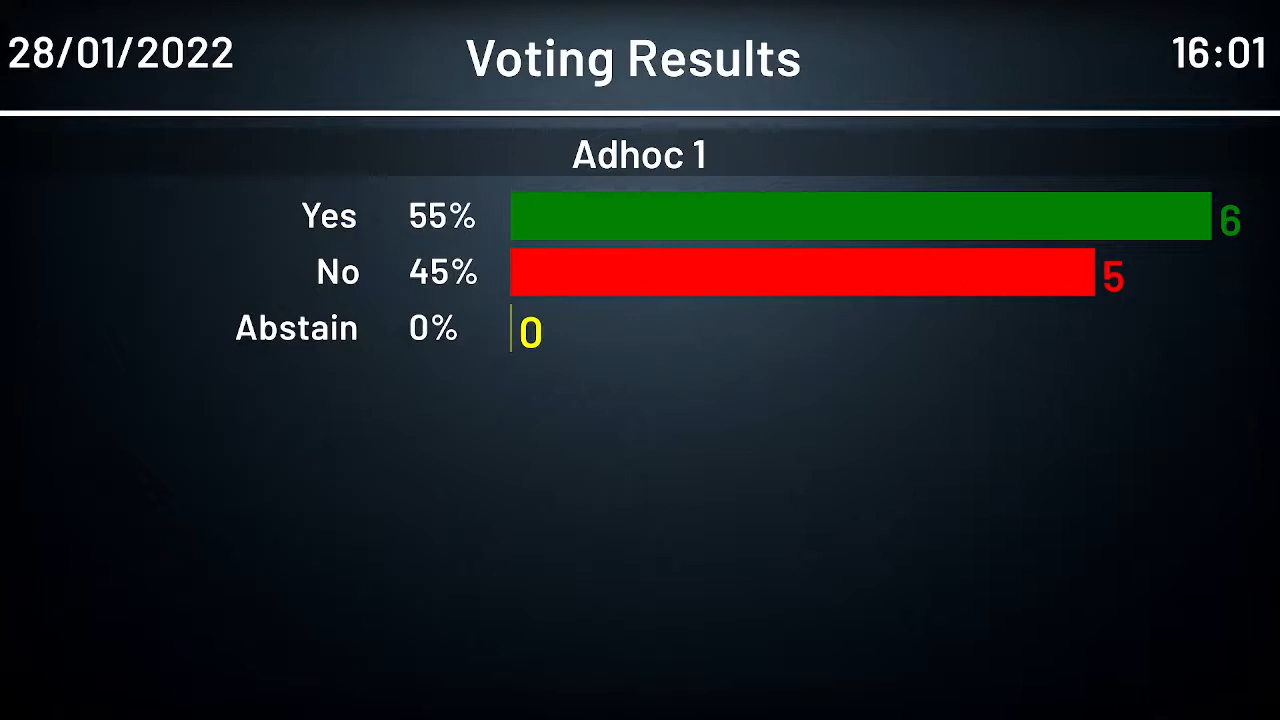 28/01/2022 Voting Results 16:01
Adhoc 1
Yes 55% 6
No 45% 5
Abstain 0% 0